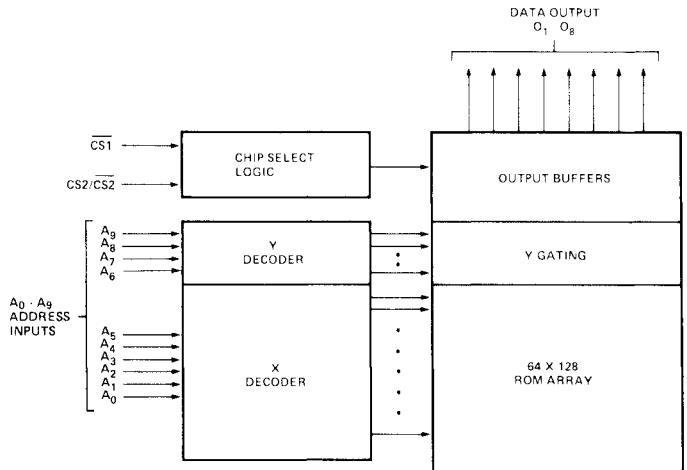 DATA OUTPUT
O1 O8
CS1
CS2/CS2
CHIP SELECT
LOGIC
OUTPUT BUFFERS
A9
A8
A7
A6
Y
DECODER
Y GATING
A0 - A9
ADDRESS
INPUTS
A5
A4
A3
A2
A1
A0
X
DECODER
64 X 128
ROM ARRAY